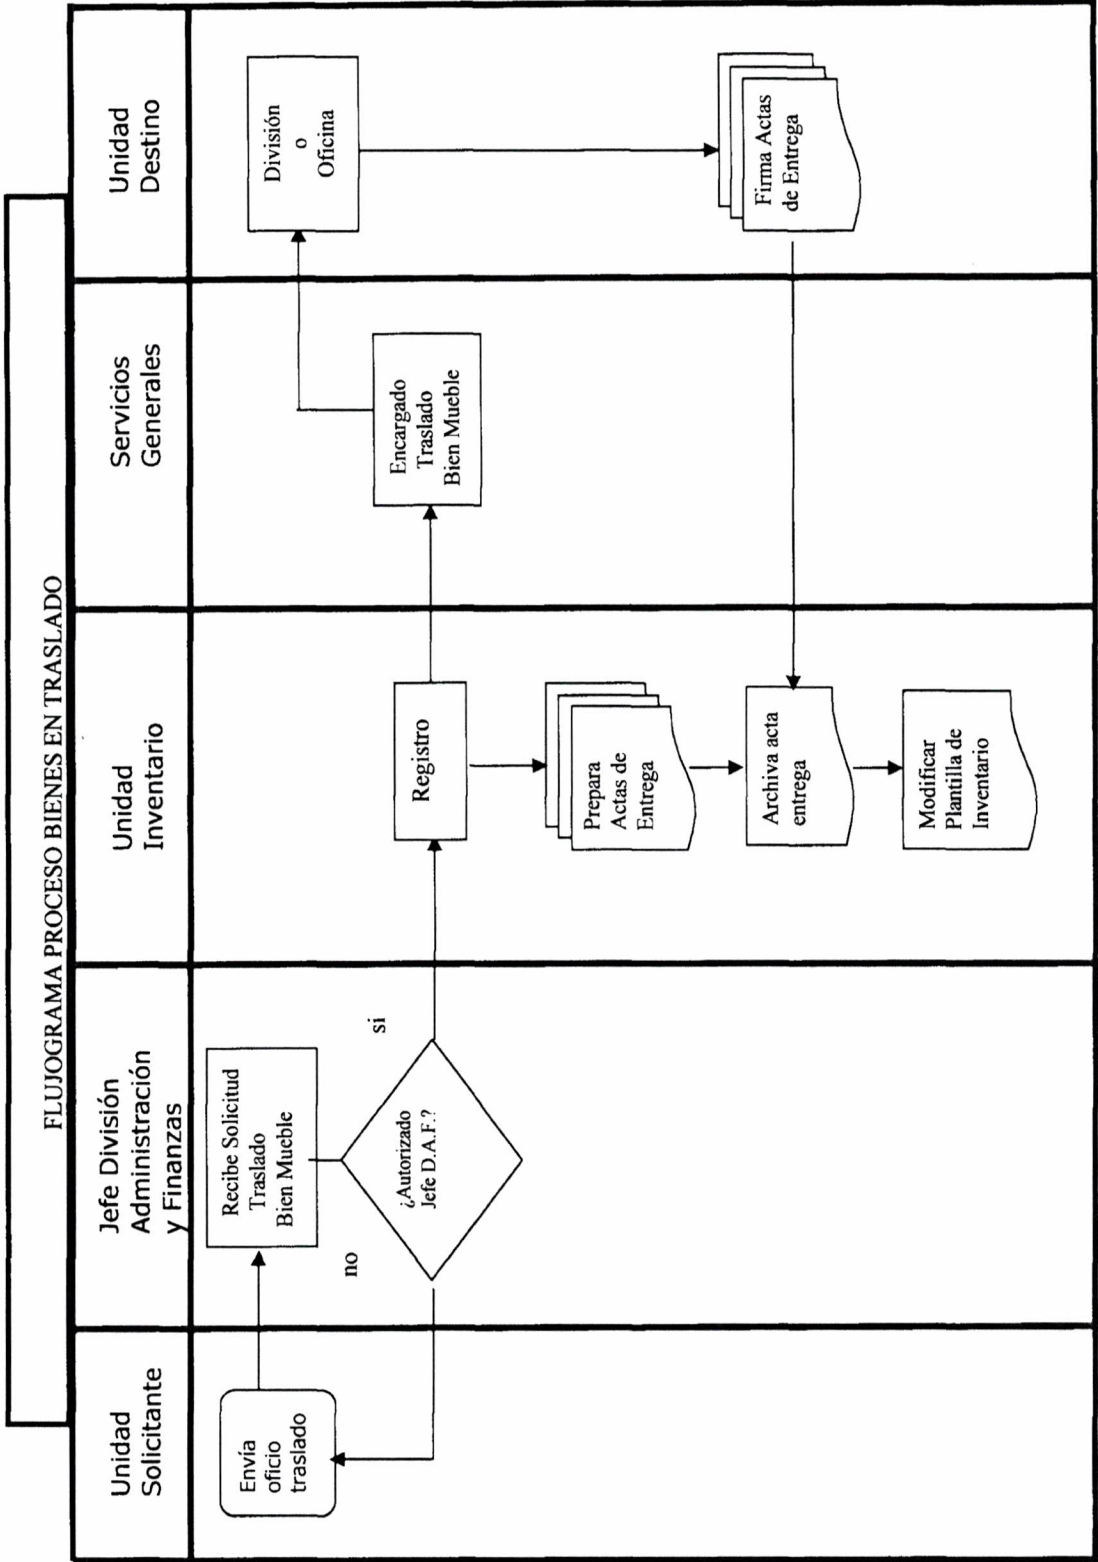 FLUJOGRAMA PROCESO BIENES EN TRASLADO
Unidad
Solicitante
Jefe División
Administración
y Finanzas
Unidad
Inventario
Servicios
Generales
Unidad
Destino
Envía
oficio
traslado
Recibe Solicitud
Traslado
Bien Mueble
no
¿Autorizado
Jefe D.A.F.?
si
Registro
Encargado
Traslado
Bien Mueble
División
o
Oficina
Prepara
Actas de
Entrega
Firma Actas
de Entrega
Archiva acta
entrega
Modificar
Plantilla de
Inventario